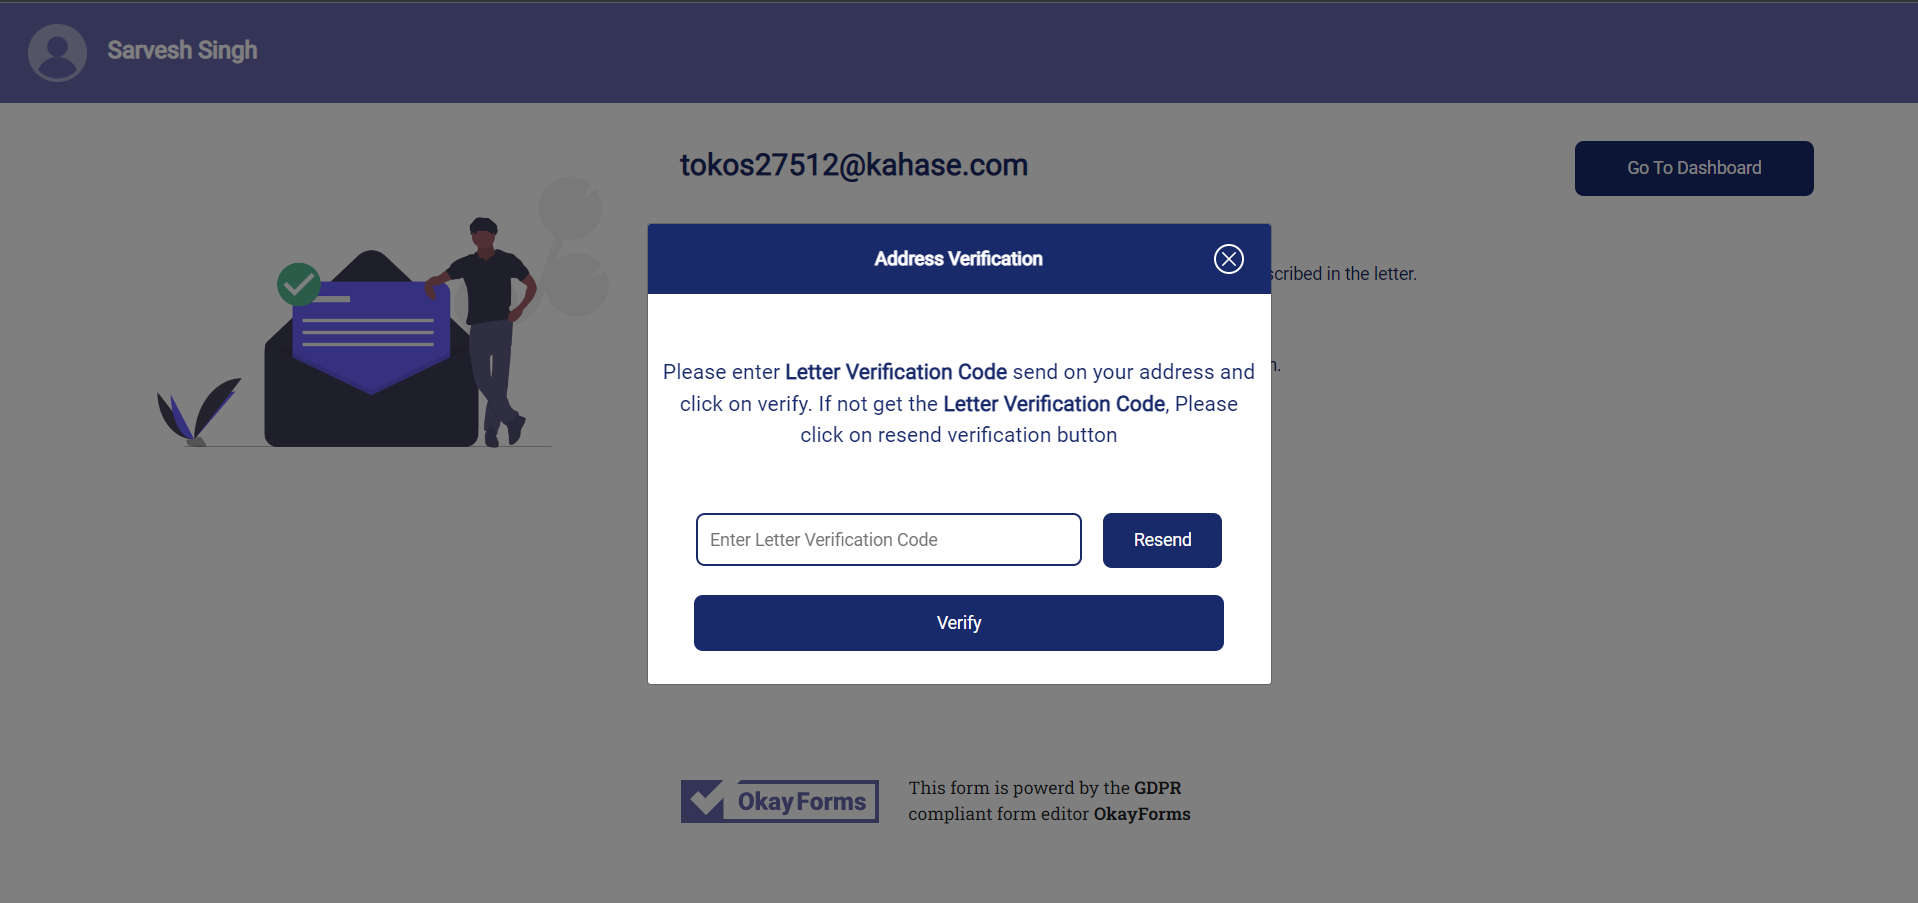 Sarvesh Singh
tokos27512@kahase.com
Go To Dashboard
Address Verification
in the letter.
Please enter Letter Verification Code send on your address and
click on verify. If not get the Letter Verification Code, Please
click on resend verification button
Enter Letter Verification Code
Resend
Verify
OkayForms
This form is powerd by the GDPR
compliant form editor OkayForms